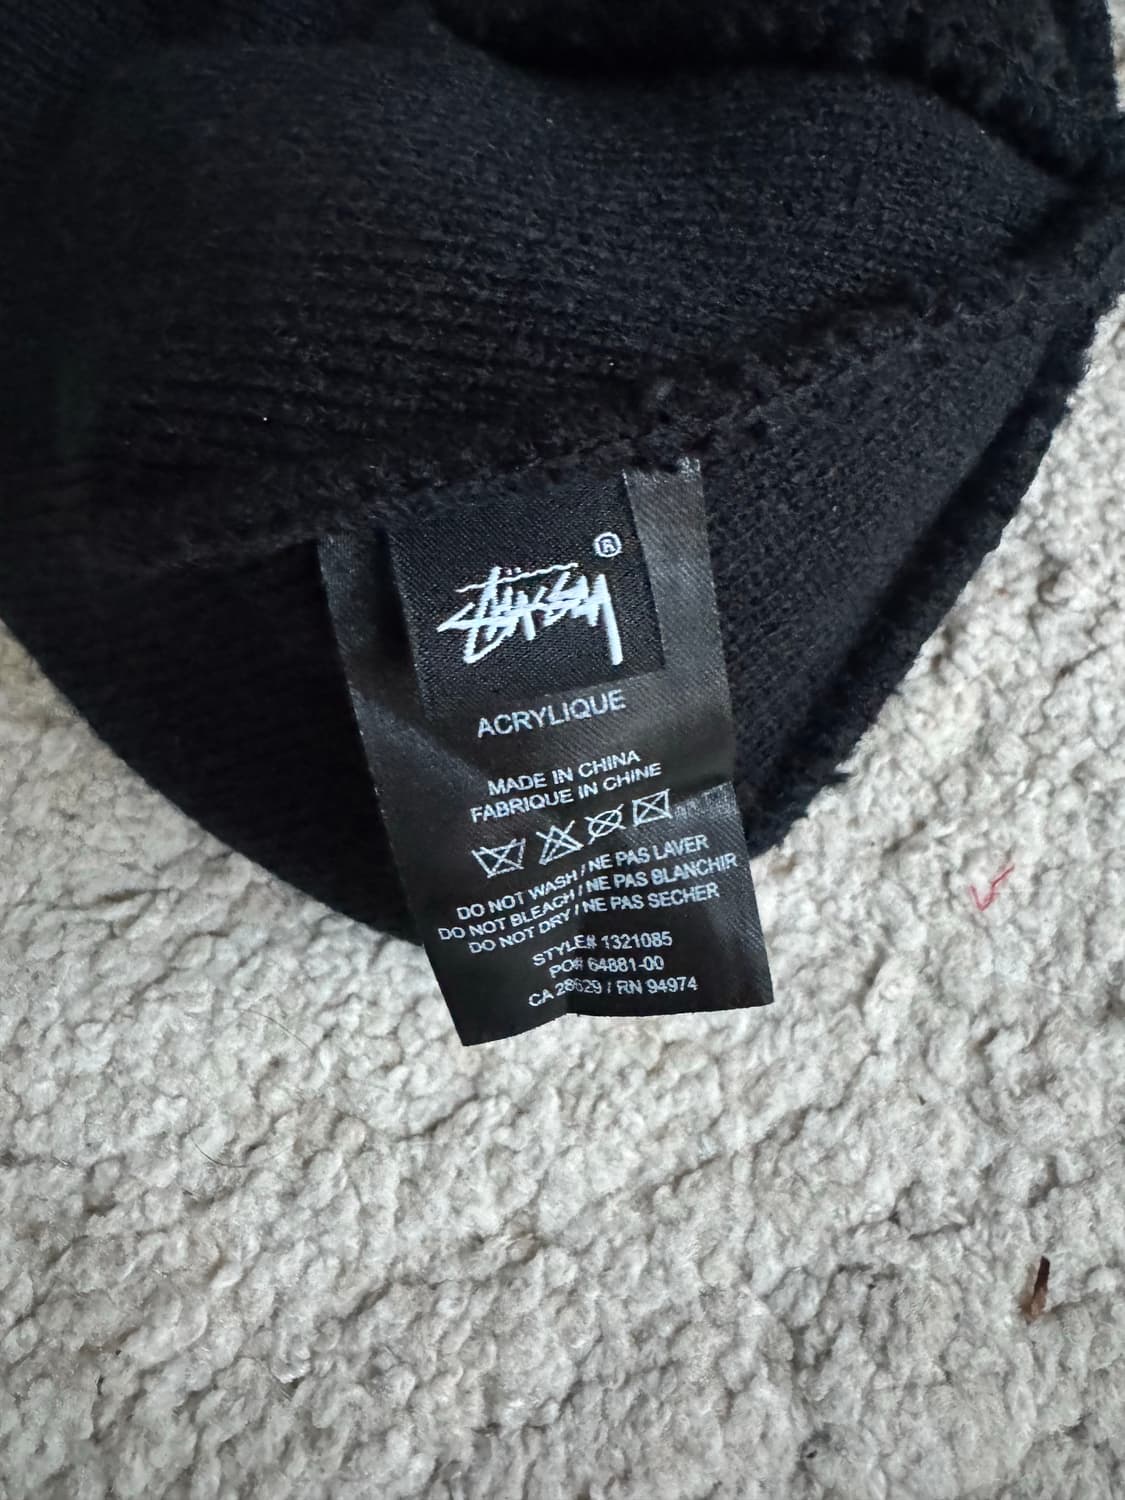 Stüssy ®
ACRYLIQUE
MADE IN CHINA
FABRIQUE IN CHINE
DO NOT WASH / NE PAS LAVER
DO NOT BLEACH / NE PAS BLANCHIR
DO NOT DRY / NE PAS SECHER
STYLE# 1321085
PO# 64881-00
CA 28629 / RN 94974